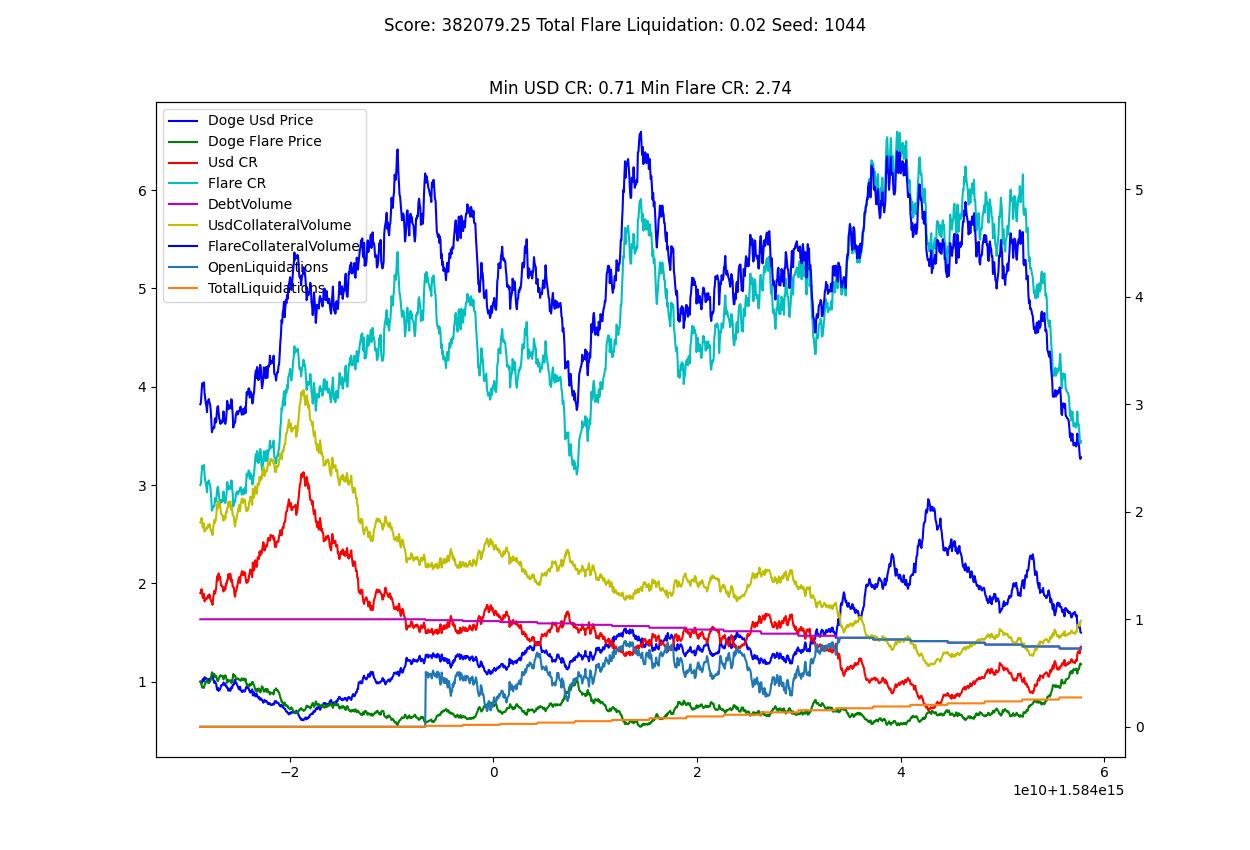 Score: 382079.25 Total Flare Liquidation: 0.02 Seed: 1044
Min USD CR: 0.71 Min Flare CR: 2.74
Doge Usd Price
Doge Flare Price
Usd CR
Flare CR
DebtVolume
UsdCollateralVolume
FlareCollateralVolume
OpenLiquidations
TotalLiquidations
6
5
4
3
2
1
5
4
3
2
1
0
−2
0
2
4
6
1e10+1.584e15